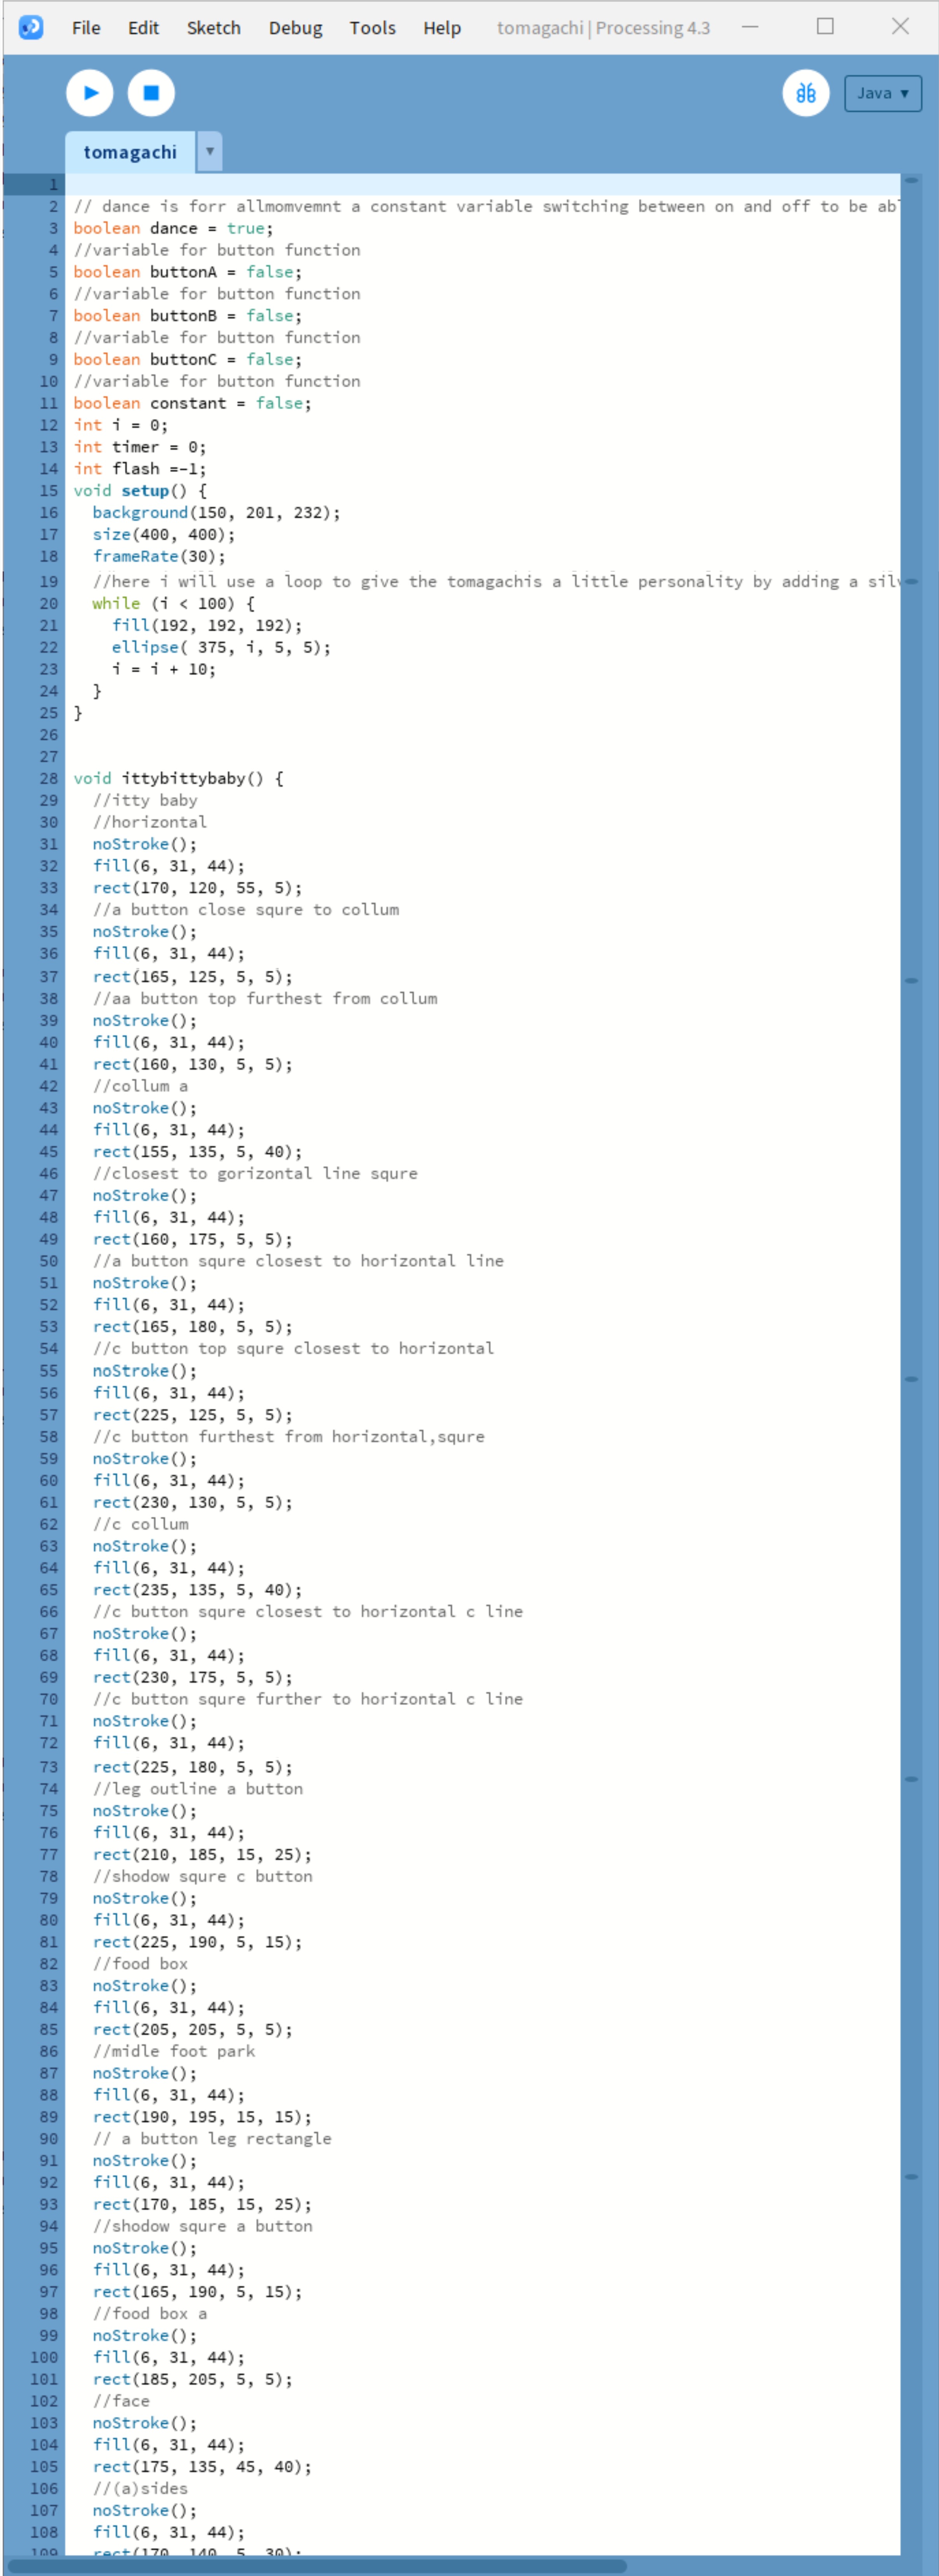 File Edit Sketch Debug Tools Help tomagachi | Processing 4.3
Java ▾
tomagachi ▾
1
2 // dance is forr allmomvemnt a constant variable switching between on and off to be
3 boolean dance = true;
4 //variable for button function
5 boolean buttonA = false;
6 //variable for button function
7 boolean buttonB = false;
8 //variable for button function
9 boolean buttonC = false;
10 //variable for button function
11 boolean constant = false;
12 int i = 0;
13 int timer = 0;
14 int flash =-1;
15 void setup() {
16 background(150, 201, 232);
17 size(400, 400);
18 frameRate(30);
19 //here i will use a loop to give the tomagachis a little personality by adding a
20 while (i < 100) {
21 fill(192, 192, 192);
22 ellipse( 375, i, 5, 5);
23 i = i + 10;
24 }
25 }
26
27
28 void ittybittybaby() {
29 //itty baby
30 //horizontal
31 noStroke();
32 fill(6, 31, 44);
33 rect(170, 120, 55, 5);
34 //a button close squre to collum
35 noStroke();
36 fill(6, 31, 44);
37 rect(165, 125, 5, 5);
38 //aa button top furthest from collum
39 noStroke();
40 fill(6, 31, 44);
41 rect(160, 130, 5, 5);
42 //collum a
43 noStroke();
44 fill(6, 31, 44);
45 rect(155, 135, 5, 40);
46 //closest to gorizontal line squre
47 noStroke();
48 fill(6, 31, 44);
49 rect(160, 175, 5, 5);
50 //a button squre closest to horizontal line
51 noStroke();
52 fill(6, 31, 44);
53 rect(165, 180, 5, 5);
54 //c button top squre closest to horizontal
55 noStroke();
56 fill(6, 31, 44);
57 rect(225, 125, 5, 5);
58 //c button furthest from horizontal,squre
59 noStroke();
60 fill(6, 31, 44);
61 rect(230, 130, 5, 5);
62 //c collum
63 noStroke();
64 fill(6, 31, 44);
65 rect(235, 135, 5, 40);
66 //c button squre closest to horizontal c line
67 noStroke();
68 fill(6, 31, 44);
69 rect(230, 175, 5, 5);
70 //c button squre further to horizontal c line
71 noStroke();
72 fill(6, 31, 44);
73 rect(225, 180, 5, 5);
74 //leg outline a button
75 noStroke();
76 fill(6, 31, 44);
77 rect(210, 185, 15, 25);
78 //shodow squre c button
79 noStroke();
80 fill(6, 31, 44);
81 rect(225, 190, 5, 15);
82 //food box
83 noStroke();
84 fill(6, 31, 44);
85 rect(205, 205, 5, 5);
86 //midle foot park
87 noStroke();
88 fill(6, 31, 44);
89 rect(190, 195, 15, 15);
90 // a button leg rectangle
91 noStroke();
92 fill(6, 31, 44);
93 rect(170, 185, 15, 25);
94 //shodow squre a button
95 noStroke();
96 fill(6, 31, 44);
97 rect(165, 190, 5, 15);
98 //food box a
99 noStroke();
100 fill(6, 31, 44);
101 rect(185, 205, 5, 5);
102 //face
103 noStroke();
104 fill(6, 31, 44);
105 rect(175, 135, 45, 40);
106 //(a)sides
107 noStroke();
108 fill(6, 31, 44);
109 rect(170, 140, 5, 30);